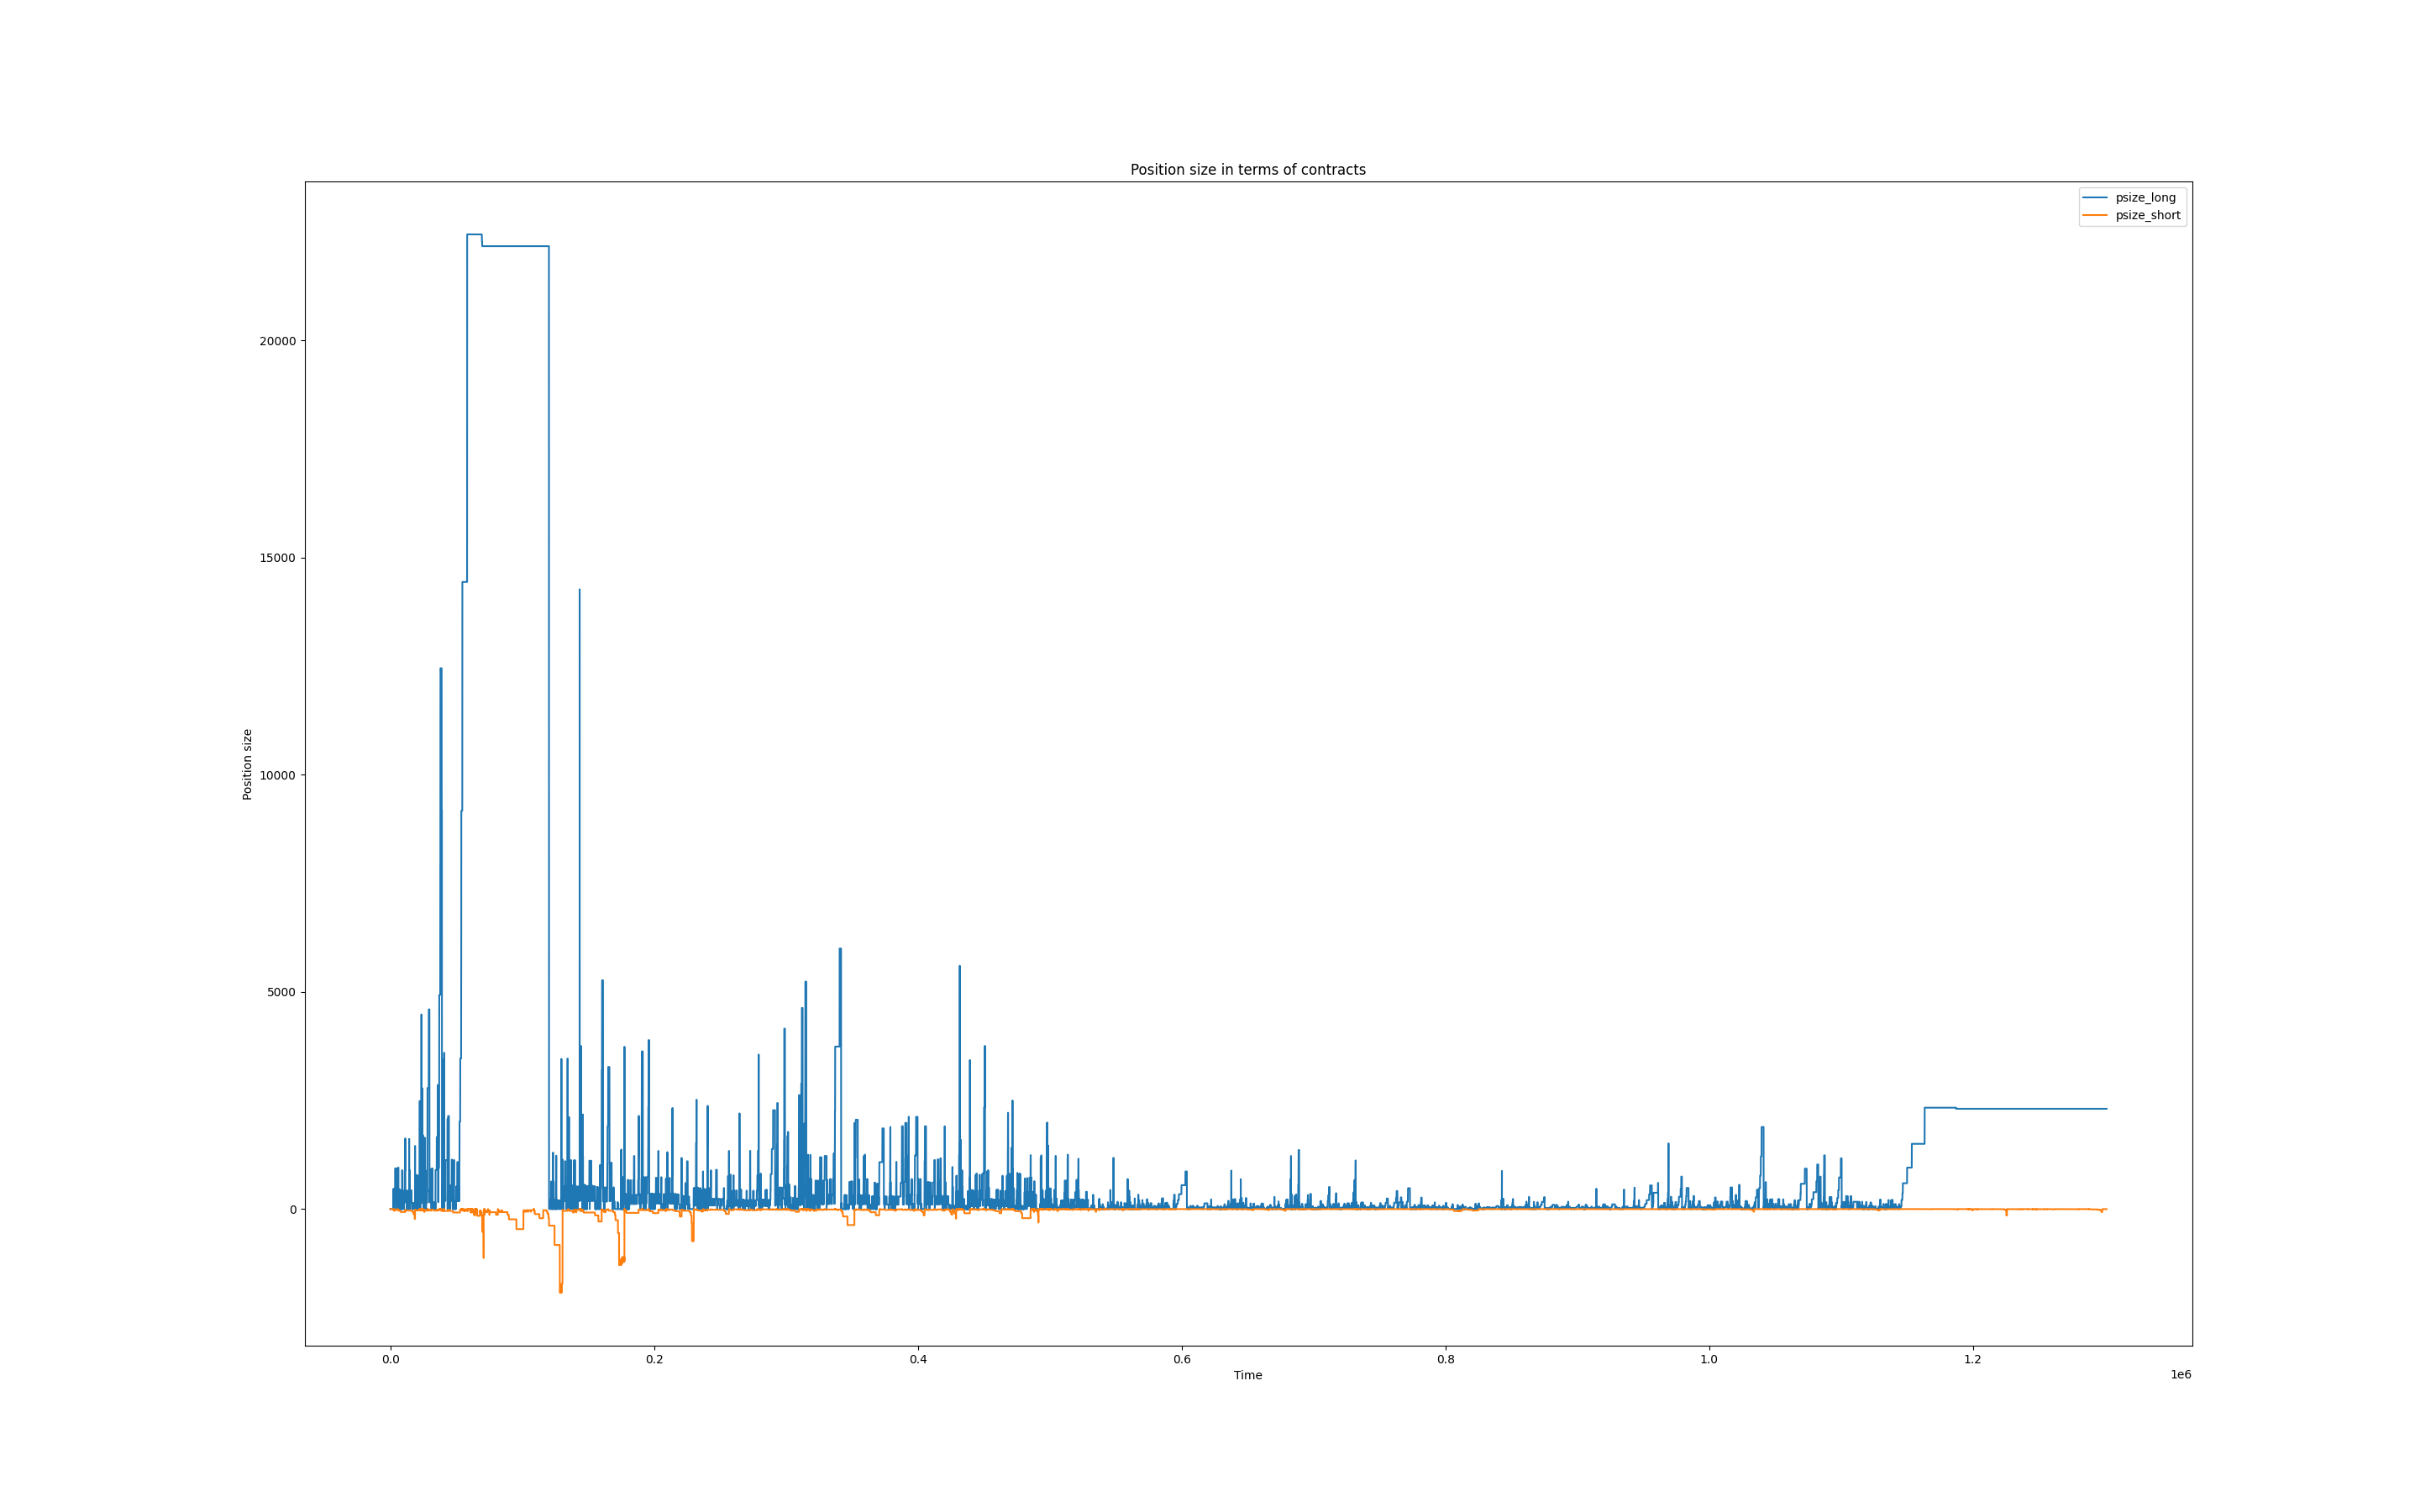 Position size in terms of contracts
psize_long
psize_short
20000
15000
10000
5000
0
Position size
0.0 0.2 0.4 0.6 0.8 1.0 1.2
Time
1e6